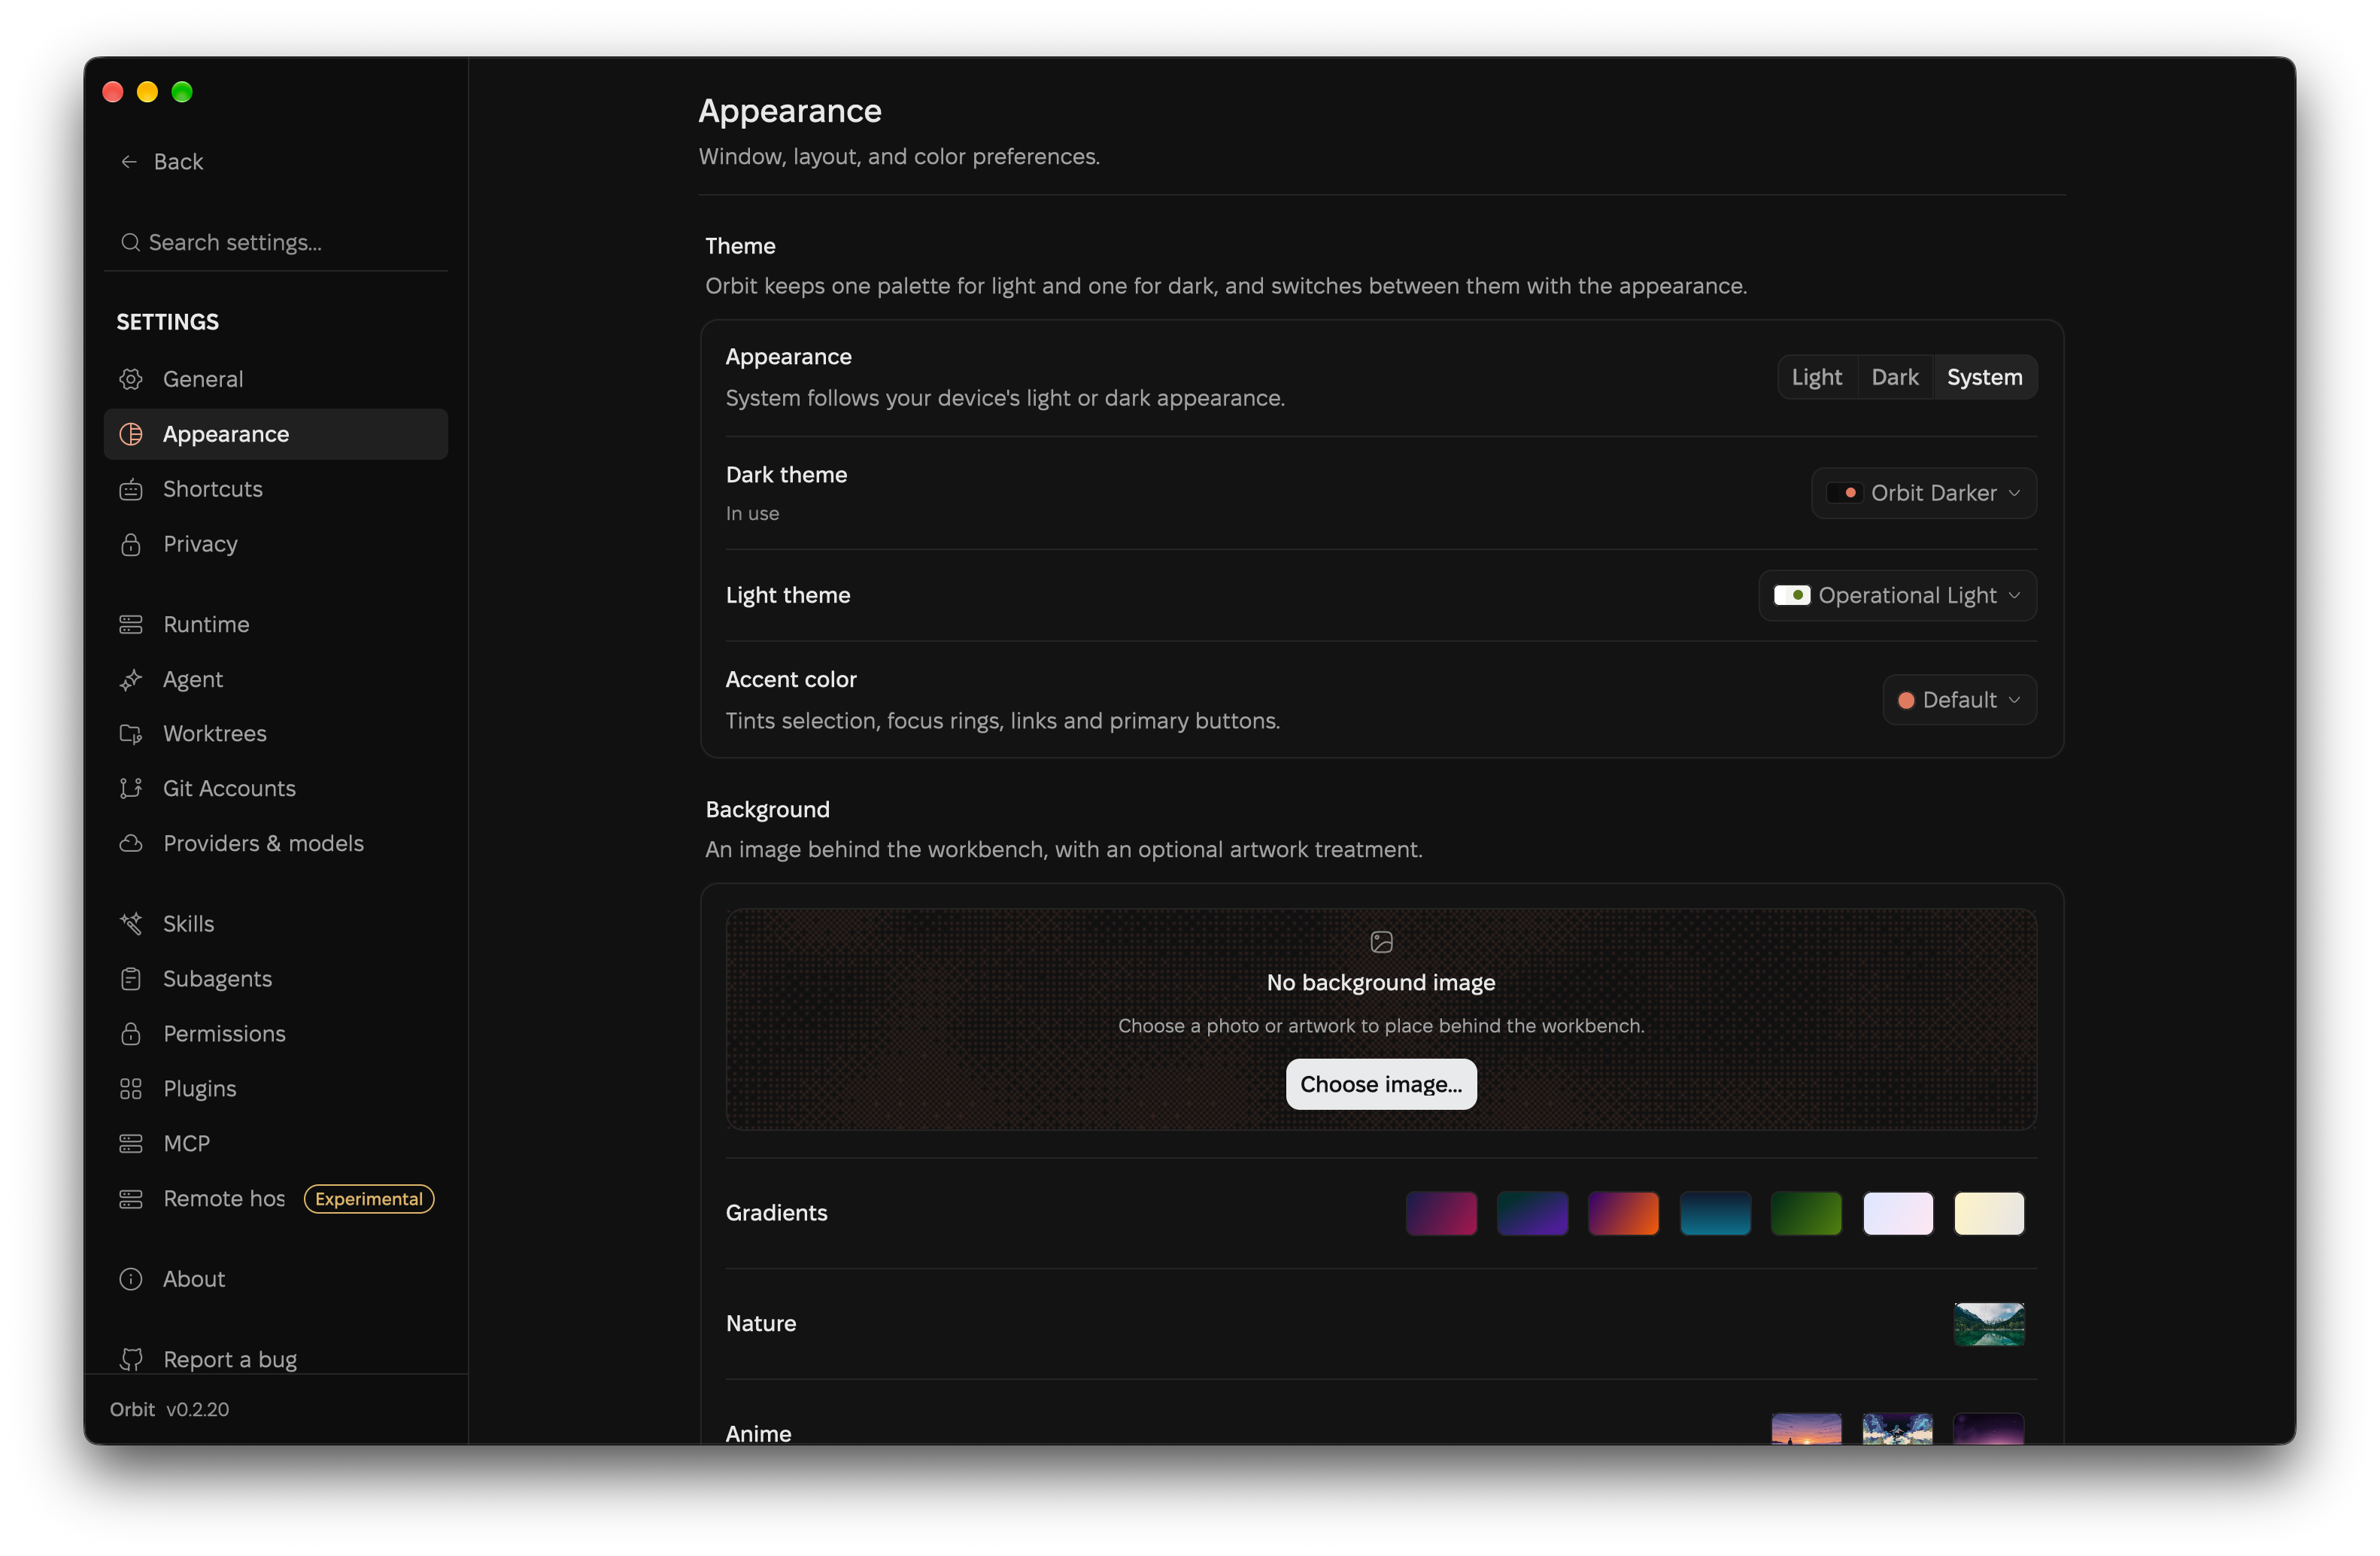 Back
Search settings...
SETTINGS
General
Appearance
Shortcuts
Privacy
Runtime
Agent
Worktrees
Git Accounts
Providers & models
Skills
Subagents
Permissions
Plugins
MCP
Remote hos Experimental
About
Report a bug
Orbit v0.2.20
Appearance
Window, layout, and color preferences.
Theme
Orbit keeps one palette for light and one for dark, and switches between them with the appearance.
Appearance
System follows your device's light or dark appearance.
Light Dark System
Dark theme
In use
Orbit Darker
Light theme
Operational Light
Accent color
Tints selection, focus rings, links and primary buttons.
Default
Background
An image behind the workbench, with an optional artwork treatment.
No background image
Choose a photo or artwork to place behind the workbench.
Choose image...
Gradients
Nature
Anime